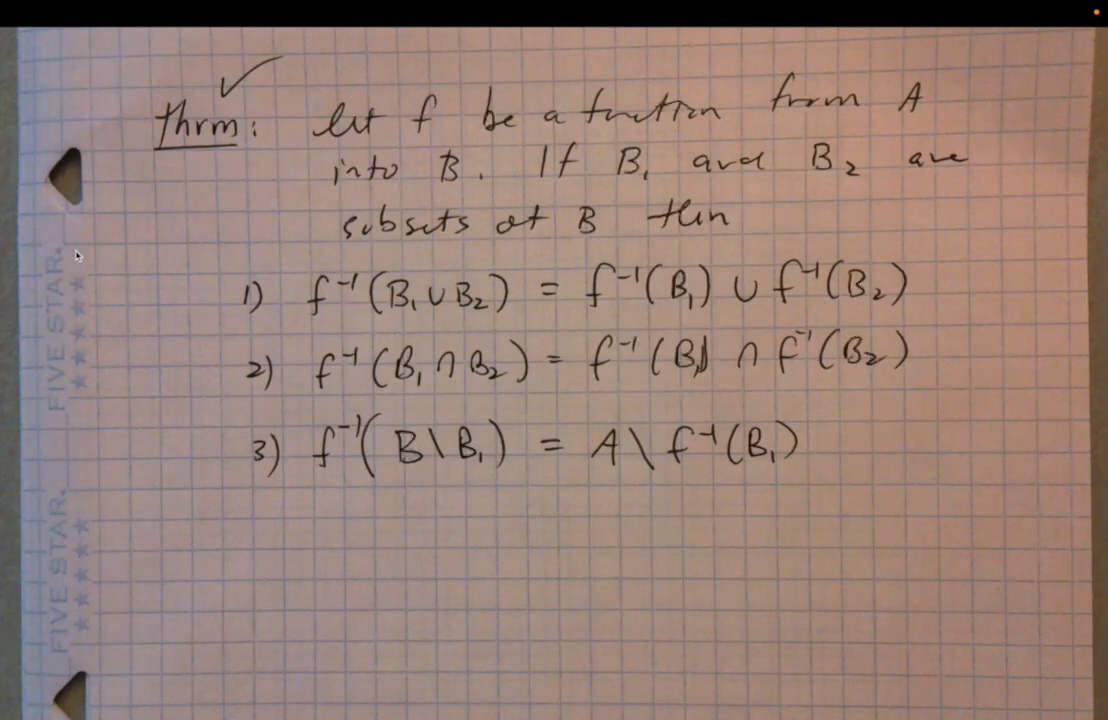 thrm: let f be a function from A
into B. If B₁ and B₂ are
subsets of B then
1) f⁻¹(B₁ ∪ B₂) = f⁻¹(B₁) ∪ f⁻¹(B₂)
2) f⁻¹(B₁ ∩ B₂) = f⁻¹(B₁) ∩ f⁻¹(B₂)
3) f⁻¹(B \ B₁) = A \ f⁻¹(B₁)
FIVE STAR.
FIVE STAR.